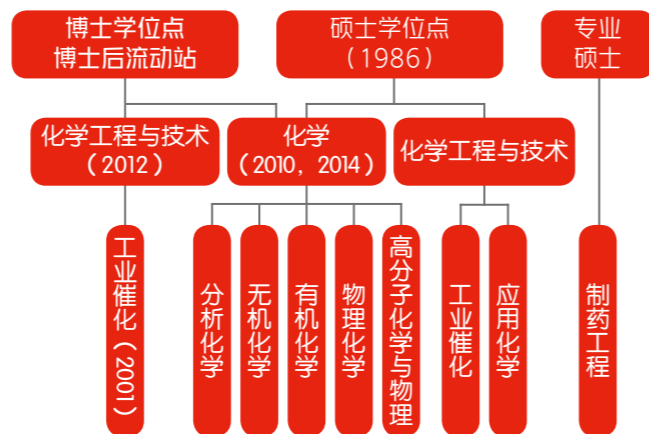 博士学位点
博士后流动站
硕士学位点
（1986）
专业
硕士
化学工程与技术
（2012）
化学
（2010，2014）
化学工程与技术
工业催化（2001）
分析化学
无机化学
有机化学
物理化学
高分子化学与物理
工业催化
应用化学
制药工程